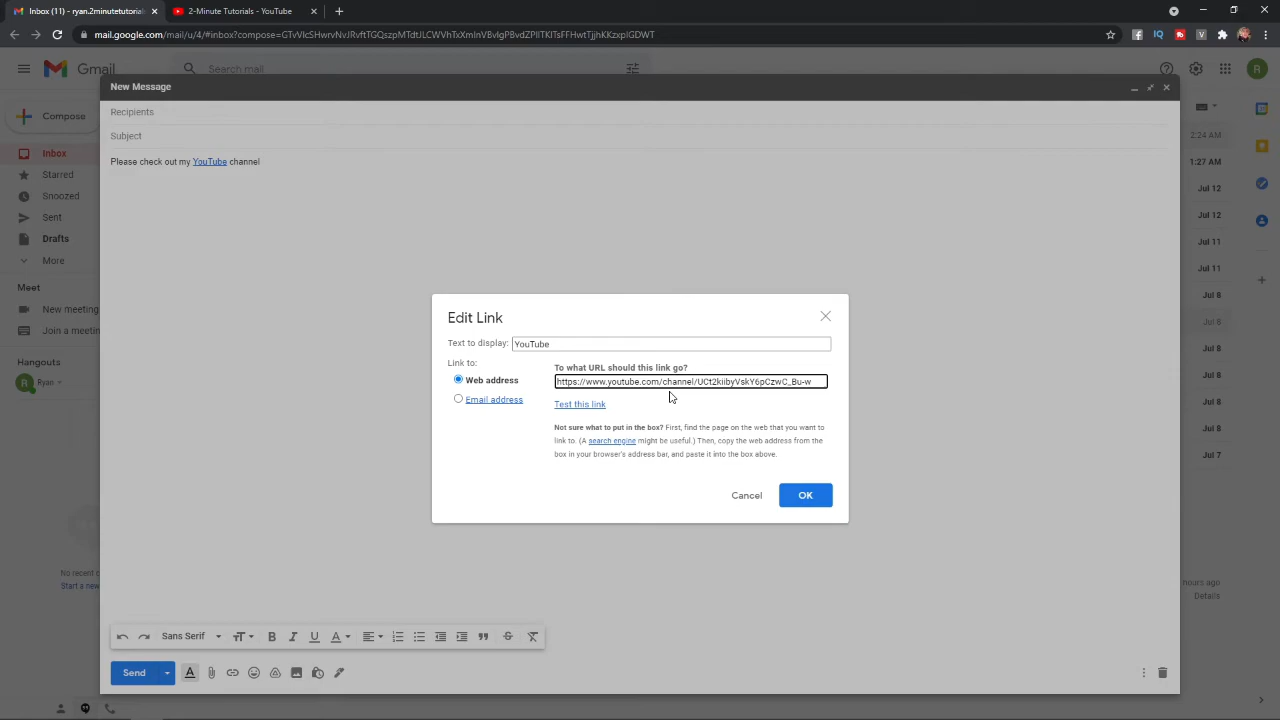 Inbox (11) - ryan.2minutetutorials
2-Minute Tutorials - YouTube
mail.google.com/mail/u/4/#inbox?compose=
Gmail
Search mail
R
New Message
Compose
Recipients
Inbox
Subject
2:24 AM
Please check out my YouTube channel
1:27 AM
Starred
Snoozed
Jul 12
Sent
Jul 12
Drafts
Jul 11
More
Jul 11
Meet
Jul 8
New meeting
Jul 8
Join a meeting
Jul 8
Hangouts
Jul 8
Ryan
Jul 8
Jul 8
Jul 7
Edit Link
Text to display: YouTube
Link to:
To what URL should this link go?
Web address
https://www.youtube.com/channel/UCt2kiibyVskY6pCzwC_Bu-w
Email address
Test this link
Not sure what to put in the box? First, find the page on the web that you want to
link to. (A search engine might be useful.) Then, copy the web address from the
box in your browser's address bar, and paste it into the box above.
Cancel
OK
No recent c
Start a new
hours ago
Details
Sans Serif
Send